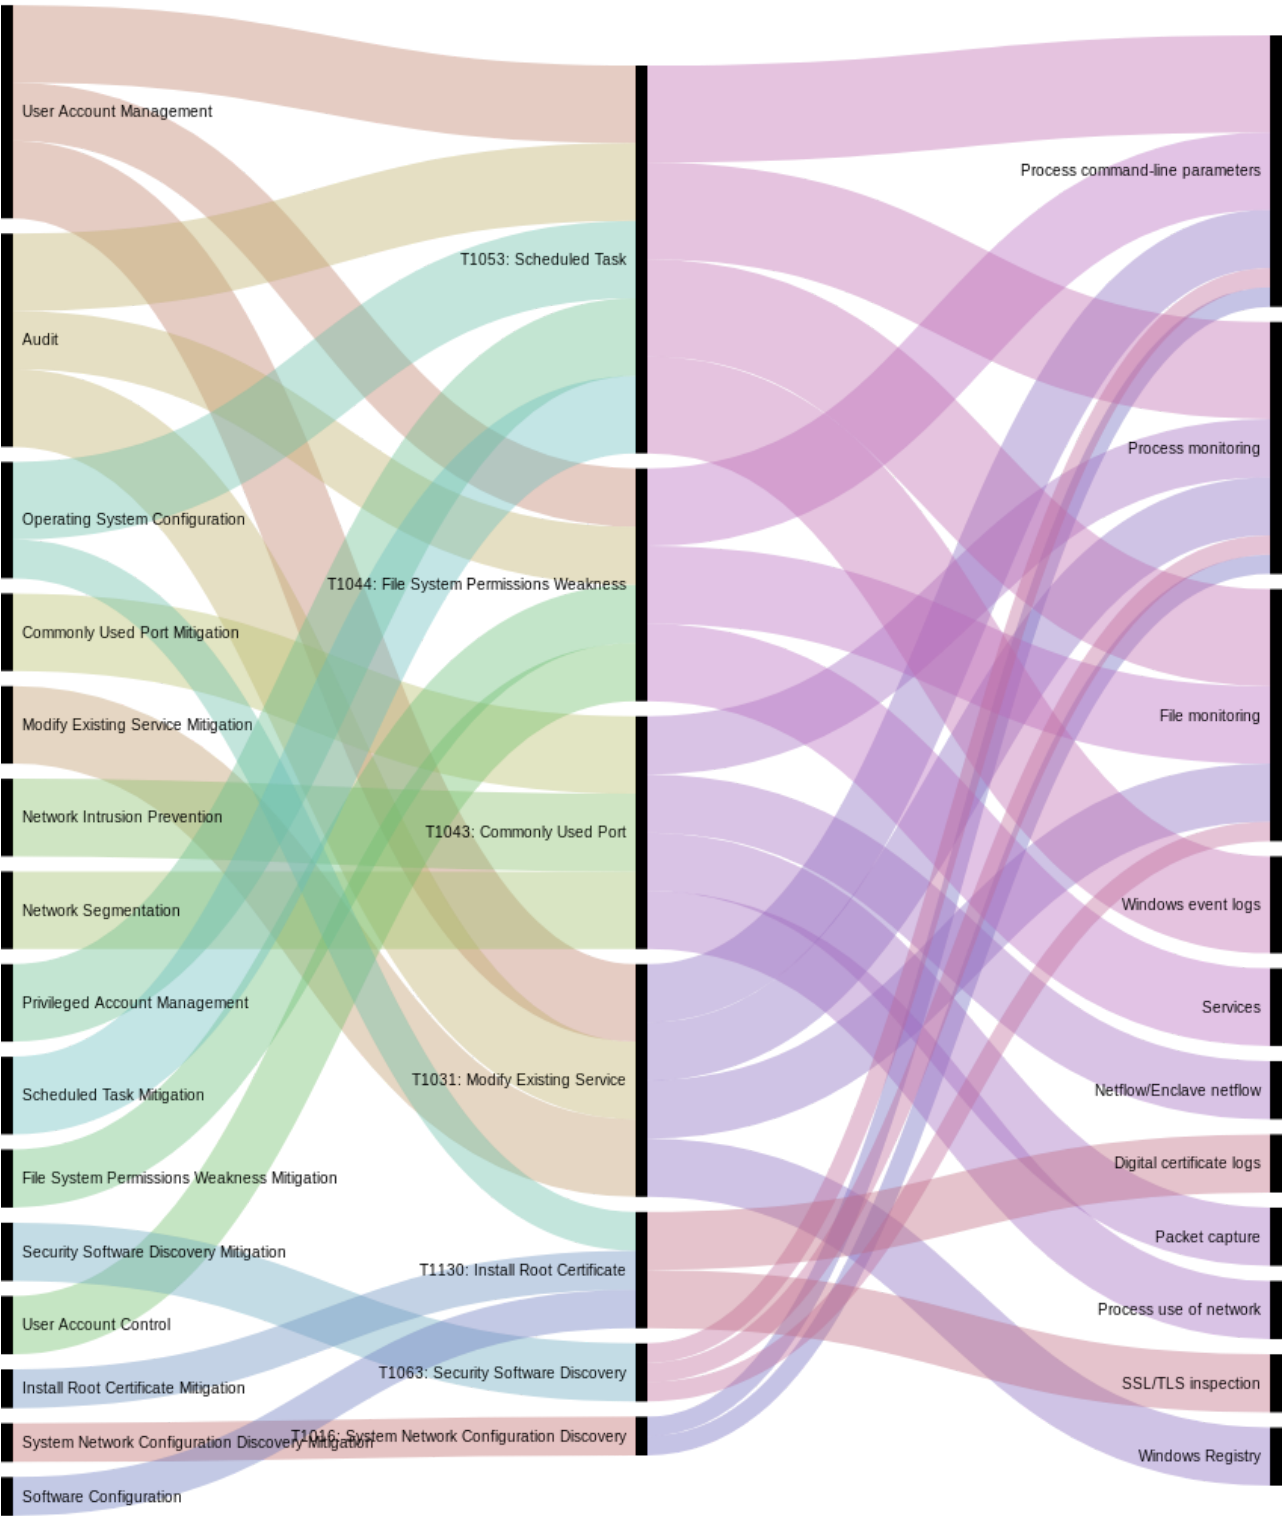 User Account Management
Audit
Operating System Configuration
Commonly Used Port Mitigation
Modify Existing Service Mitigation
Network Intrusion Prevention
Network Segmentation
Privileged Account Management
Scheduled Task Mitigation
File System Permissions Weakness Mitigation
Security Software Discovery Mitigation
User Account Control
Install Root Certificate Mitigation
System Network Configuration Discovery Mitigation
Software Configuration
T1053: Scheduled Task
T1044: File System Permissions Weakness
T1043: Commonly Used Port
T1031: Modify Existing Service
T1130: Install Root Certificate
T1063: Security Software Discovery
T1016: System Network Configuration Discovery
Process command-line parameters
Process monitoring
File monitoring
Windows event logs
Services
Netflow/Enclave netflow
Digital certificate logs
Packet capture
Process use of network
SSL/TLS inspection
Windows Registry